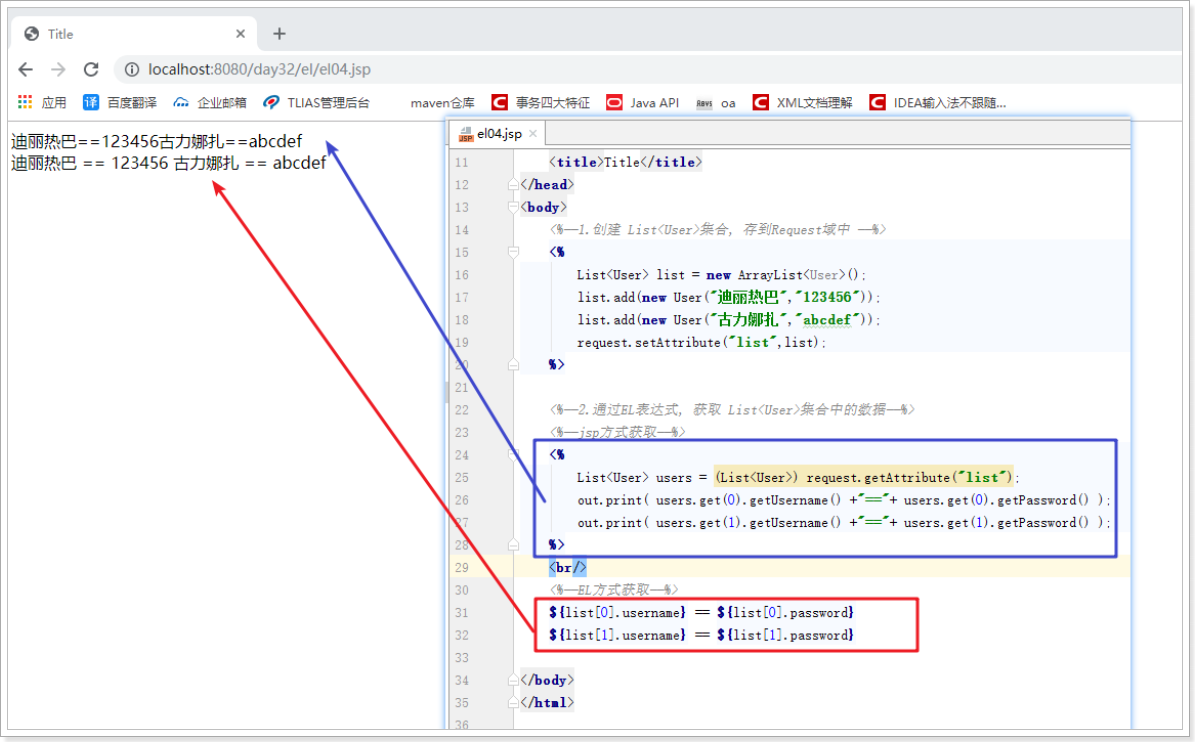 Title
localhost:8080/day32/el/el04.jsp
应用 百度翻译 企业邮箱 TLIAS管理后台 maven仓库 事务四大特征 Java API oa XML文档理解 IDEA输入法不跟随...
迪丽热巴==123456古力娜扎==abcdef
迪丽热巴 == 123456 古力娜扎 == abcdef
el04.jsp
11 <title>Title</title>
12 </head>
13 <body>
14 <%--1.创建 List<User>集合, 存到Request域中 --%>
15 <%
16 List<User> list = new ArrayList<User>();
17 list.add(new User("迪丽热巴","123456"));
18 list.add(new User("古力娜扎","abcdef"));
19 request.setAttribute("list",list);
20 %>
21
22 <%--2.通过EL表达式, 获取 List<User>集合中的数据--%>
23 <%--jsp方式获取--%>
24 <%
25 List<User> users = (List<User>) request.getAttribute("list");
26 out.print( users.get(0).getUsername() +"=="+ users.get(0).getPassword() );
27 out.print( users.get(1).getUsername() +"=="+ users.get(1).getPassword() );
28 %>
29 <br/>
30 <%--EL方式获取--%>
31 ${list[0].username} == ${list[0].password}
32 ${list[1].username} == ${list[1].password}
33
34 </body>
35 </html>
36